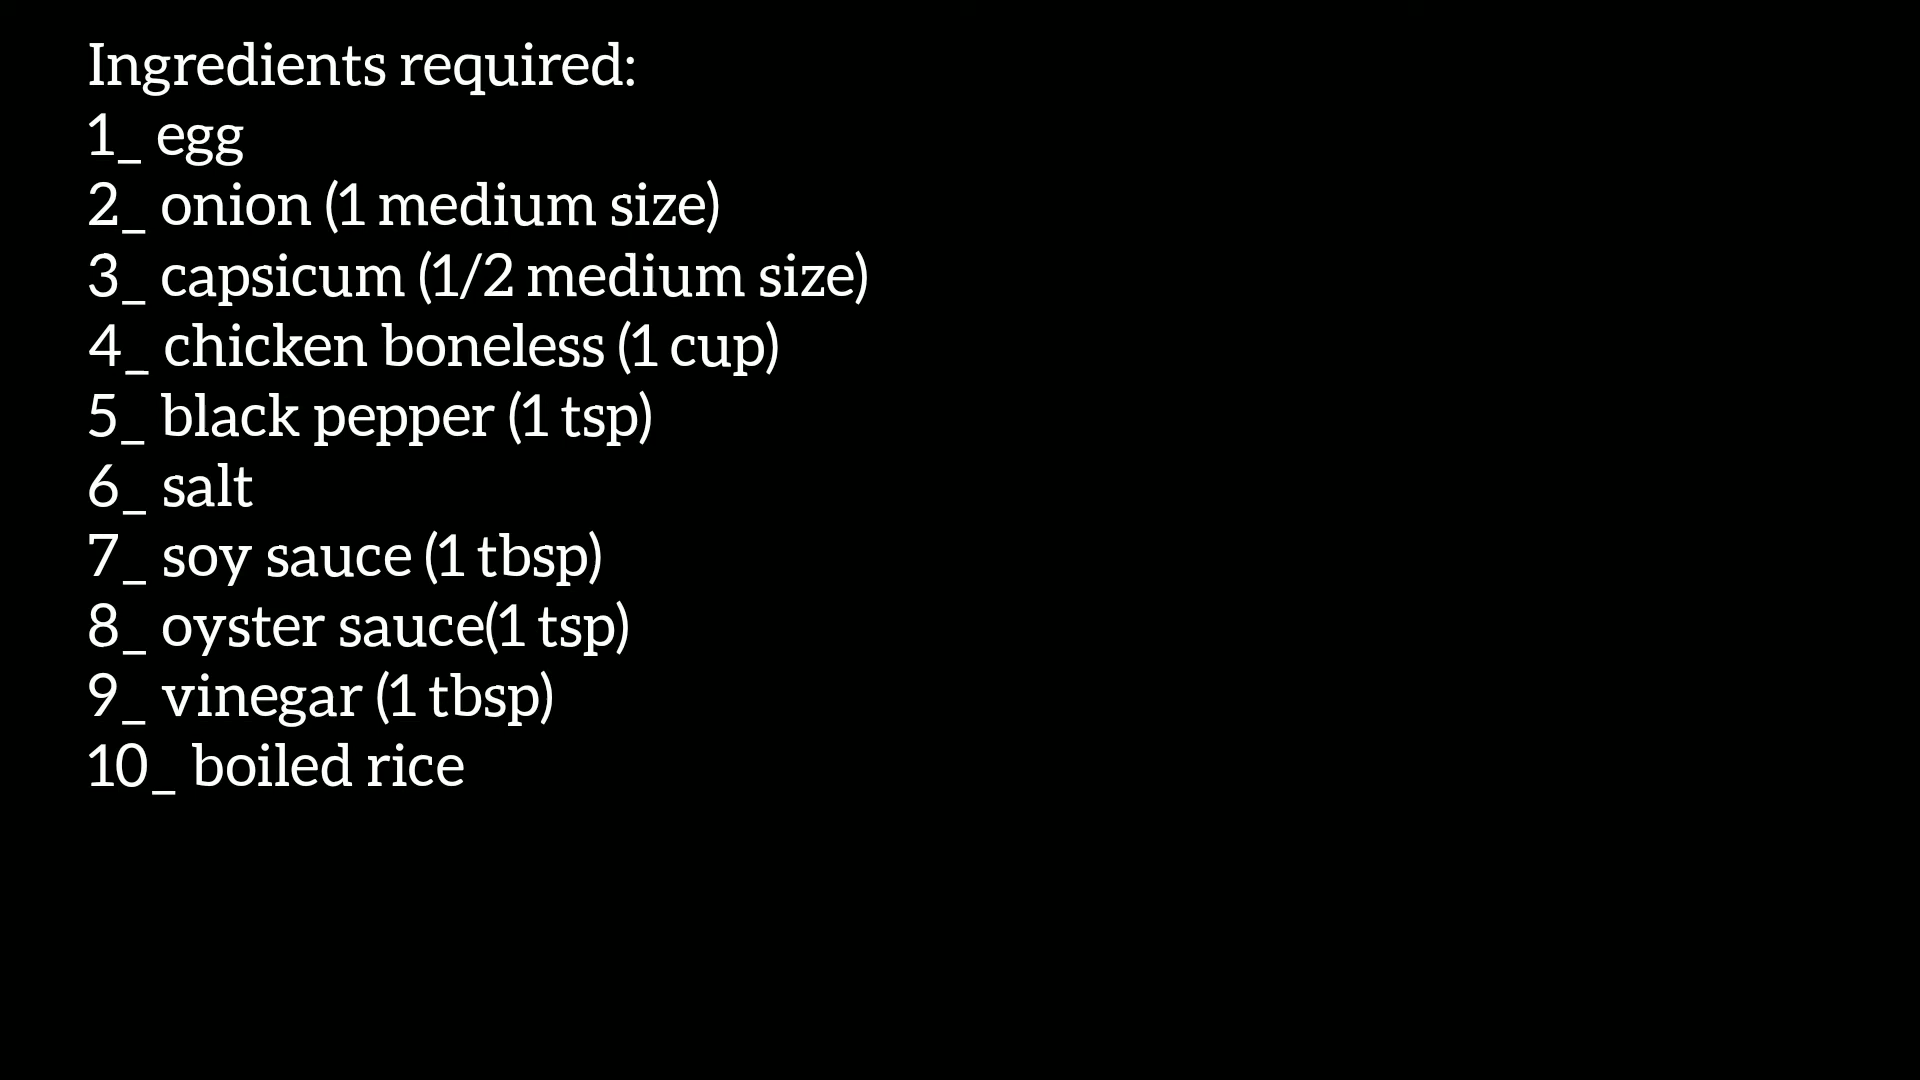 Ingredients required:
1_ egg
2_ onion (1 medium size)
3_ capsicum (1/2 medium size)
4_ chicken boneless (1 cup)
5_ black pepper (1 tsp)
6_ salt
7_ soy sauce (1 tbsp)
8_ oyster sauce(1 tsp)
9_ vinegar (1 tbsp)
10_ boiled rice